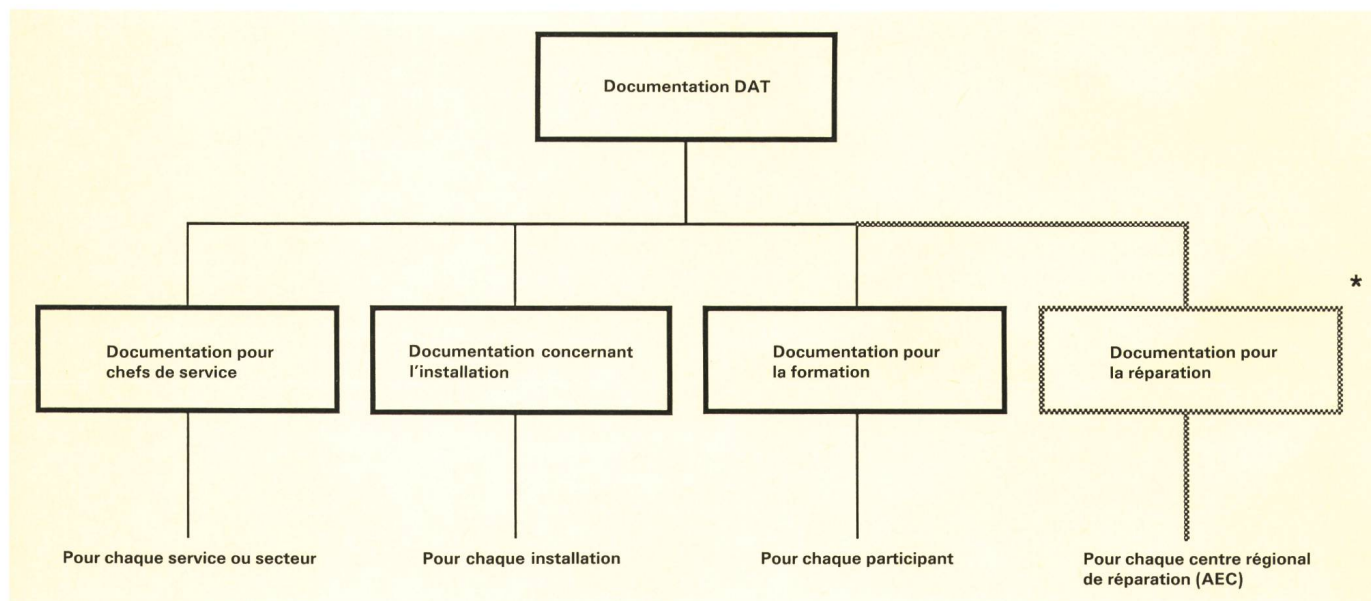 Documentation DAT
*
Documentation pour
chefs de service
Documentation concernant
l'installation
Documentation pour
la formation
Documentation pour
la réparation
Pour chaque service ou secteur
Pour chaque installation
Pour chaque participant
Pour chaque centre régional
de réparation (AEC)